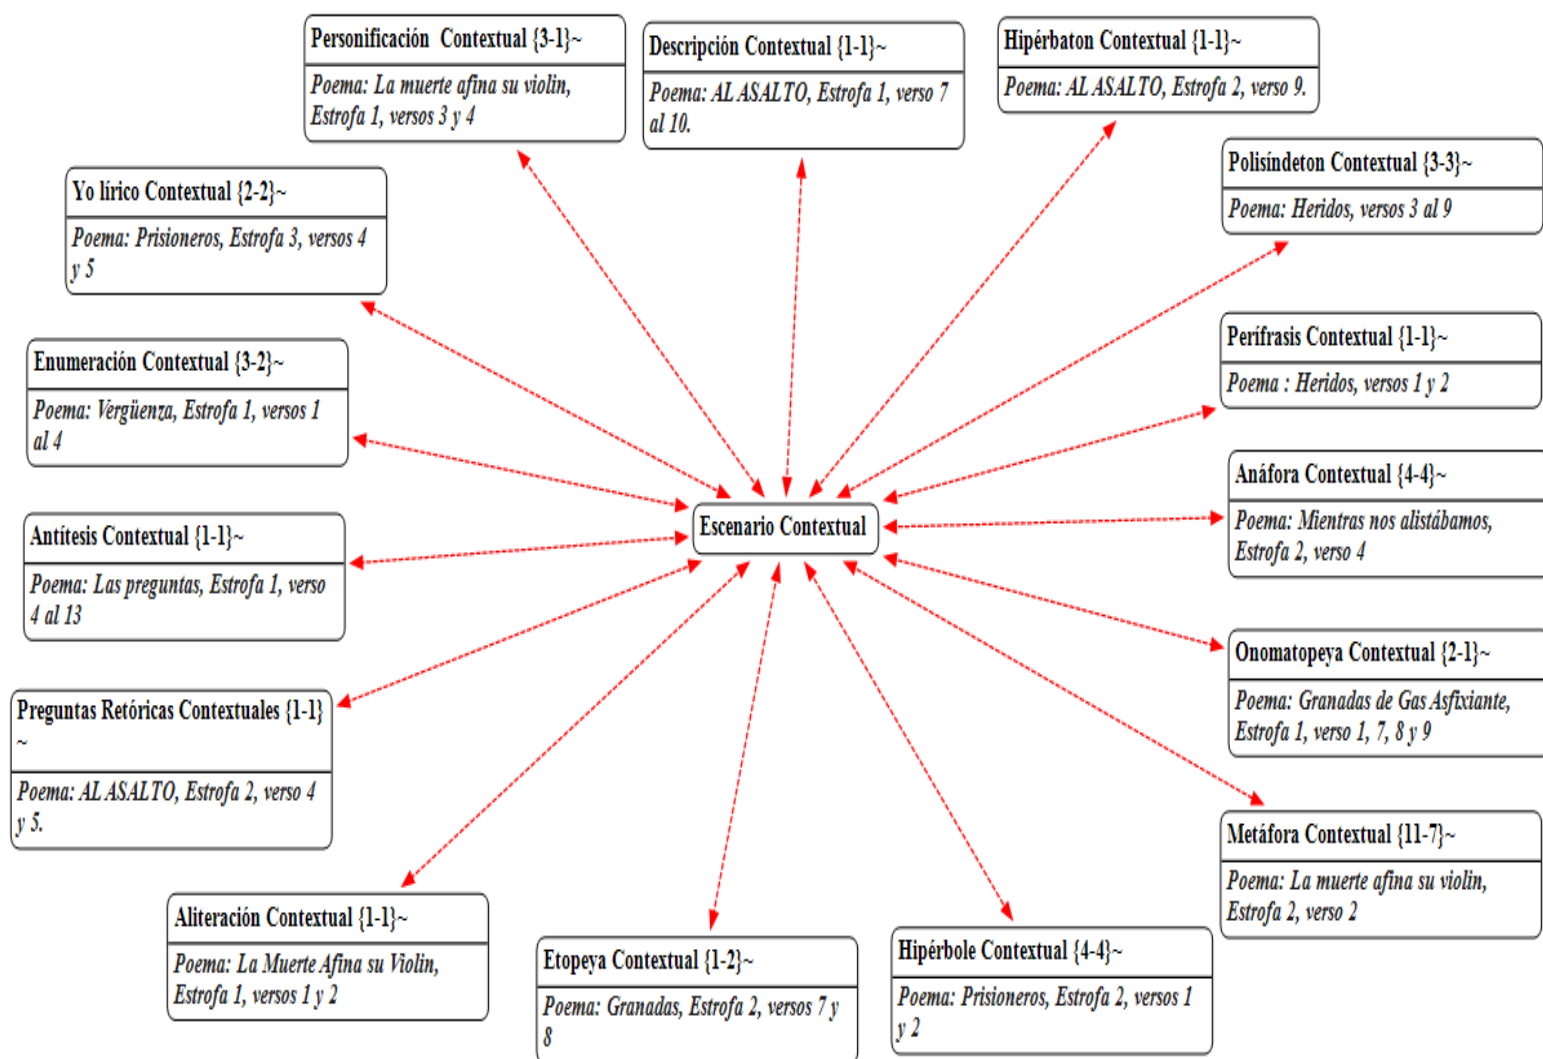 Personificación Contextual {3-1}~
Poema: La muerte afina su violin,
Estrofa 1, versos 3 y 4
Descripción Contextual {1-1}~
Poema: AL ASALTO, Estrofa 1, verso 7
al 10.
Hipérbaton Contextual {1-1}~
Poema: AL ASALTO, Estrofa 2, verso 9.
Polisíndeton Contextual {3-3}~
Poema: Heridos, versos 3 al 9
Yo lírico Contextual {2-2}~
Poema: Prisioneros, Estrofa 3, versos 4
y 5
Perífrasis Contextual {1-1}~
Poema : Heridos, versos 1 y 2
Enumeración Contextual {3-2}~
Poema: Vergüenza, Estrofa 1, versos 1
al 4
Anáfora Contextual {4-4}~
Poema: Mientras nos alistábamos,
Estrofa 2, verso 4
Escenario Contextual
Antítesis Contextual {1-1}~
Poema: Las preguntas, Estrofa 1, verso
4 al 13
Onomatopeya Contextual {2-1}~
Poema: Granadas de Gas Asfixiante,
Estrofa 1, verso 1, 7, 8 y 9
Preguntas Retóricas Contextuales {1-1}
~
Poema: AL ASALTO, Estrofa 2, verso 4
y 5.
Metáfora Contextual {11-7}~
Poema: La muerte afina su violin,
Estrofa 2, verso 2
Aliteración Contextual {1-1}~
Poema: La Muerte Afina su Violin,
Estrofa 1, versos 1 y 2
Etopeya Contextual {1-2}~
Poema: Granadas, Estrofa 2, versos 7 y
8
Hipérbole Contextual {4-4}~
Poema: Prisioneros, Estrofa 2, versos 1
y 2